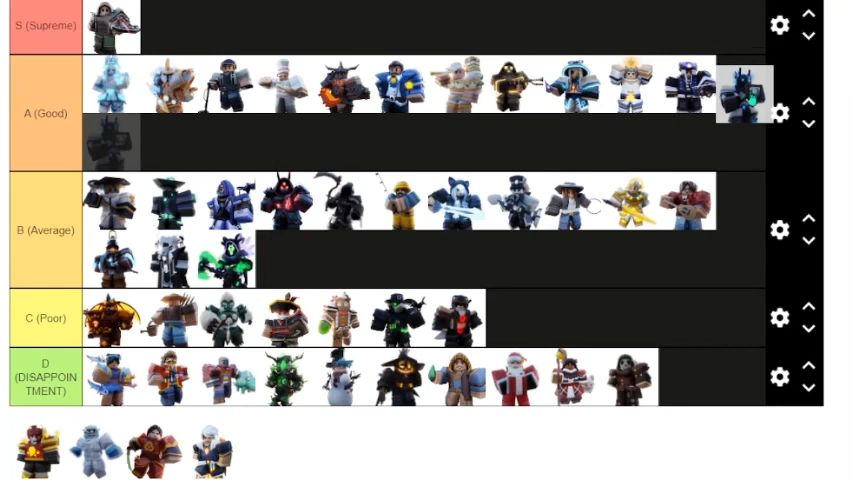 S (Supreme)
A (Good)
B (Average)
C (Poor)
D
(DISAPPOIN
TMENT)